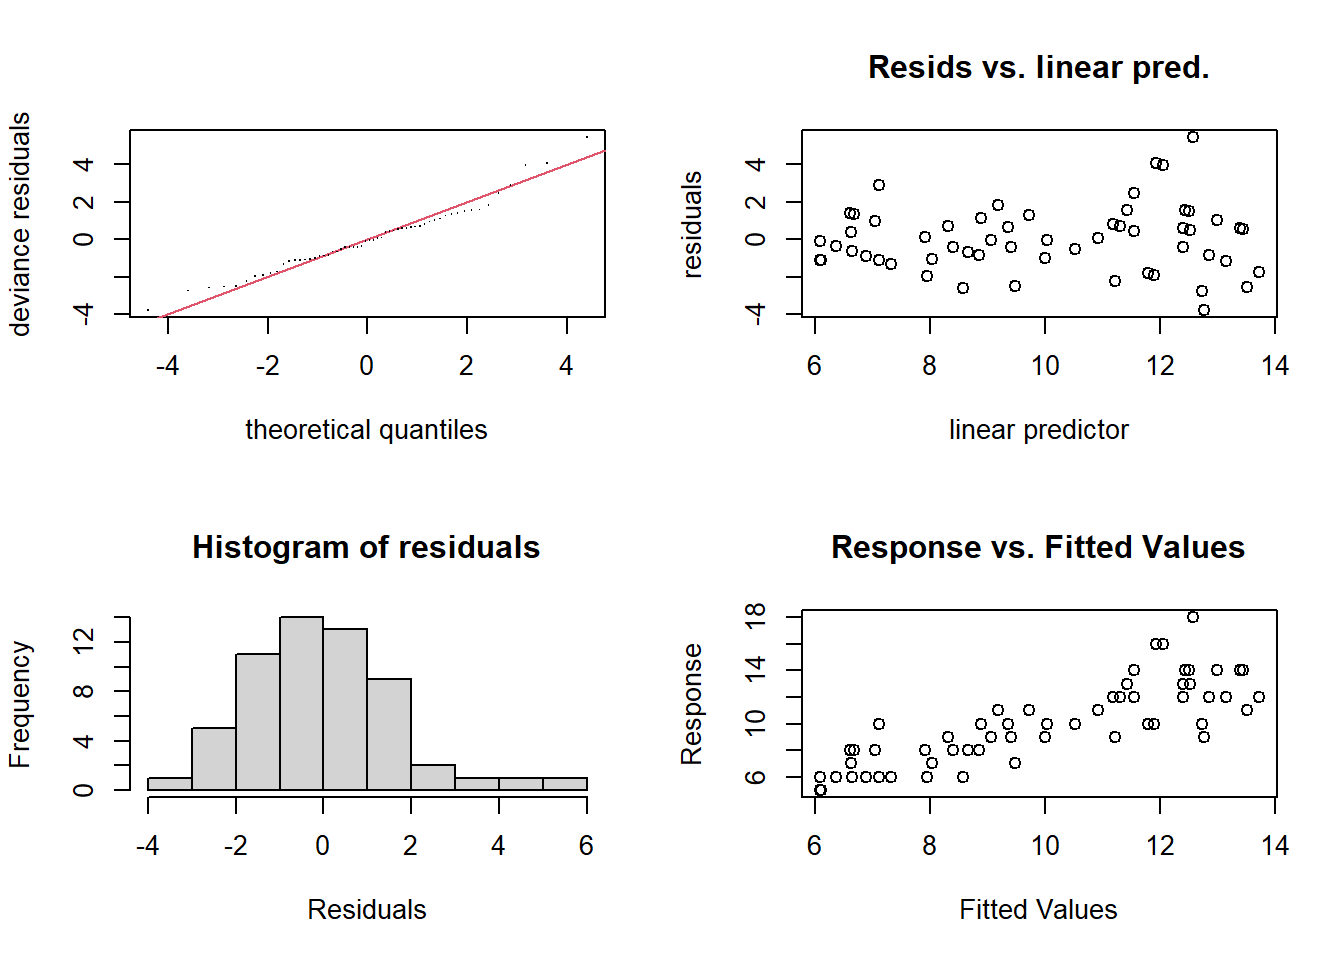 deviance residuals
4
2
0
-4
-4 -2 0 2 4
theoretical quantiles
Resids vs. linear pred.
residuals
4
2
0
-4
6 8 10 12 14
linear predictor
Histogram of residuals
Frequency
12
8
4
0
-4 -2 0 2 4 6
Residuals
Response vs. Fitted Values
Response
18
14
10
6
6 8 10 12 14
Fitted Values